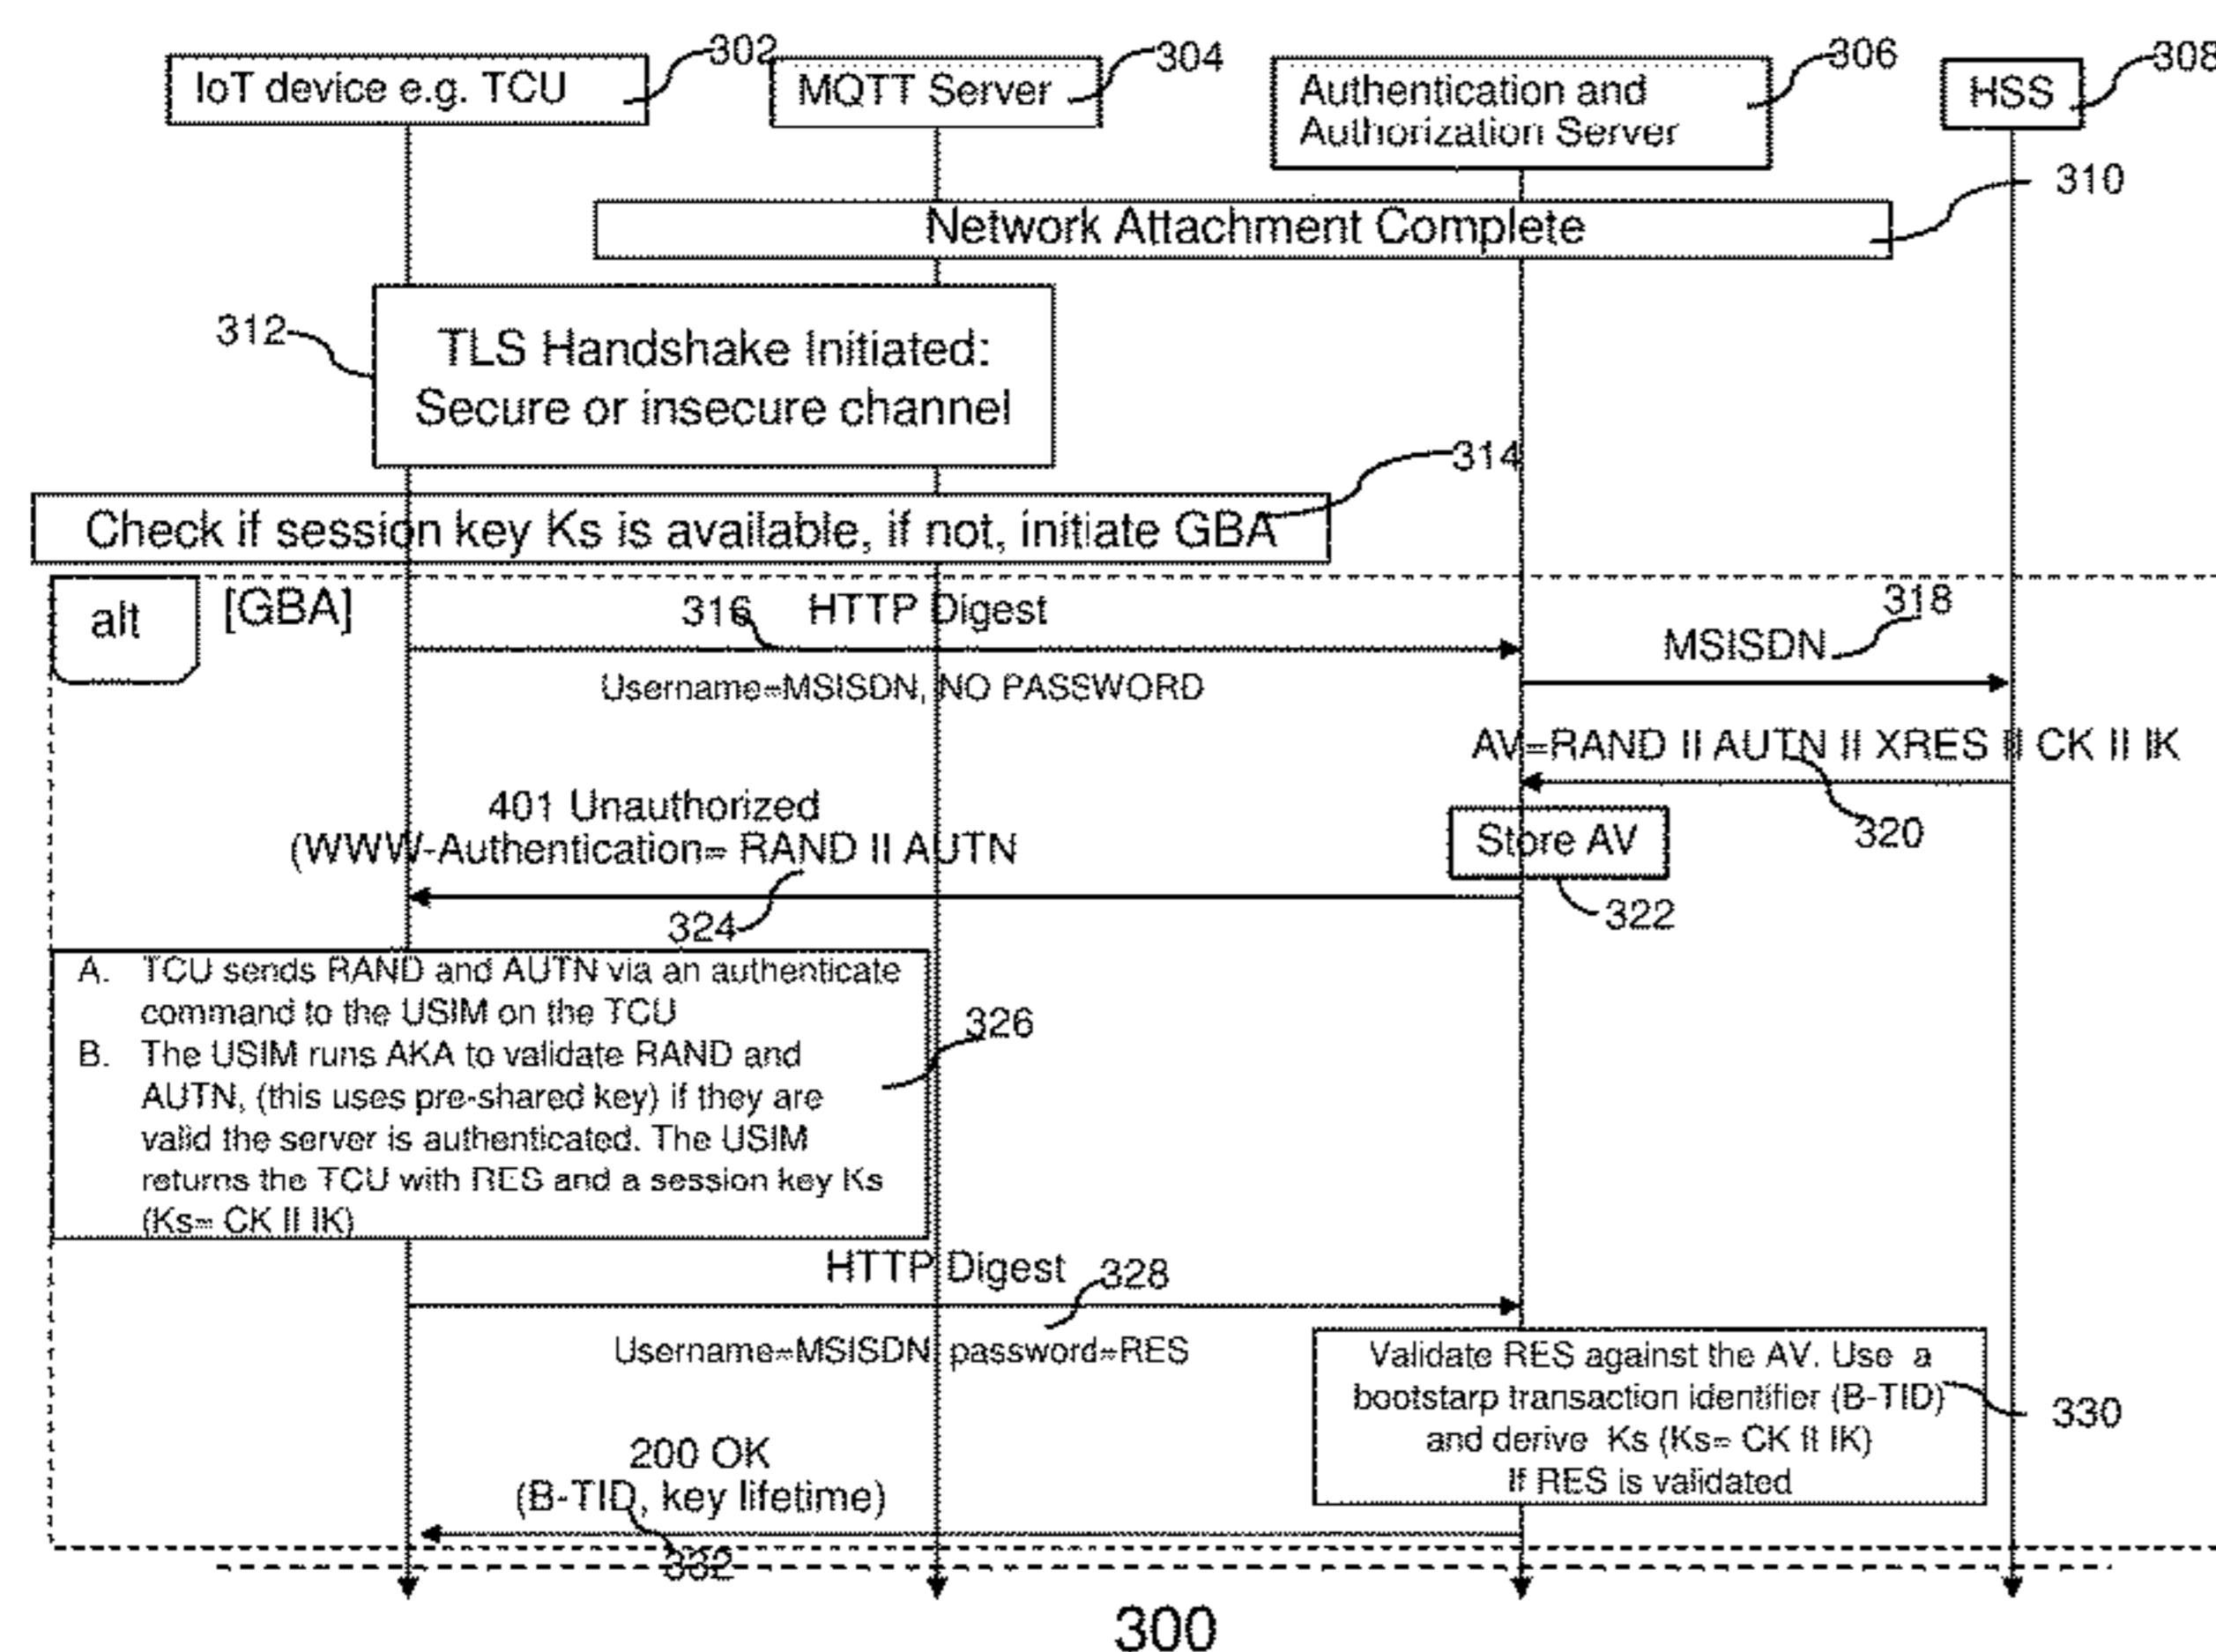 302
304
306
308
IoT device e.g. TCU
MQTT Server
Authentication and
Authorization Server
HSS
310
Network Attachment Complete
312
TLS Handshake Initiated:
Secure or insecure channel
314
Check if session key Ks is available, if not, initiate GBA
alt
[GBA]
316
HTTP Digest
318
MSISDN
Username=MSISDN, NO PASSWORD
AV=RAND II AUTN II XRES II CK II IK
401 Unauthorized
(WWW-Authentication= RAND II AUTN
Store AV
320
324
322
A. TCU sends RAND and AUTN via an authenticate
command to the USIM on the TCU
326
B. The USIM runs AKA to validate RAND and
AUTN, (this uses pre-shared key) if they are
valid the server is authenticated. The USIM
returns the TCU with RES and a session key Ks
(Ks= CK II IK)
HTTP Digest
328
Username=MSISDN, password=RES
Validate RES against the AV. Use a
bootstarp transaction identifier (B-TID)
and derive Ks (Ks= CK II IK)
If RES is validated
330
200 OK
(B-TID, key lifetime)
332
300